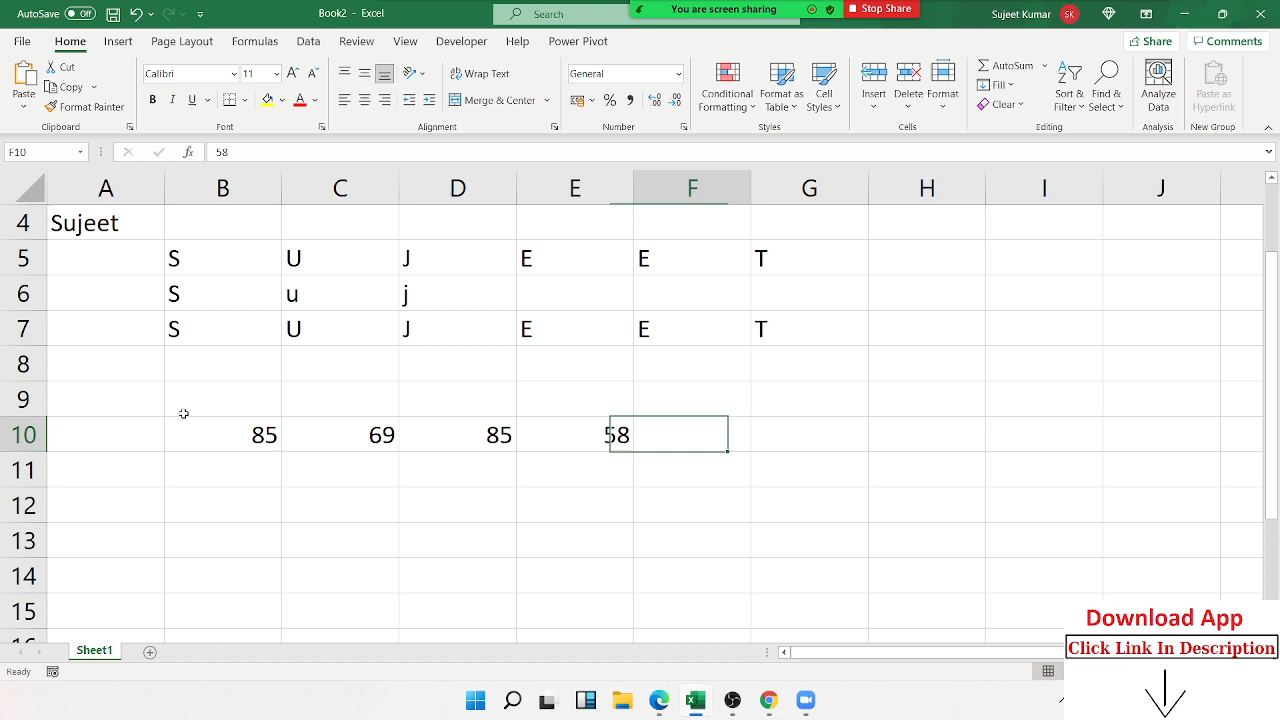 AutoSave Off Book2 - Excel Search You are screen sharing Stop Share Sujeet Kumar SK
File Home Insert Page Layout Formulas Data Review View Developer Help Power Pivot Share Comments
Paste Cut Copy Format Painter Clipboard
Calibri 11 B I U A Font
Wrap Text Merge & Center Alignment
General % , Number
Conditional Formatting Format as Table Cell Styles Styles
Insert Delete Format Cells
AutoSum Fill Clear Sort & Filter Find & Select Editing
Analyze Data Analysis
Paste as Hyperlink New Group
F10 fx 58
A B C D E F G H I J
4 Sujeet
5 S U J E E T
6 S u j
7 S U J E E T
8
9
10 85 69 85 58
11
12
13
14
15
16
Sheet1
Ready
Download App
Click Link In Description